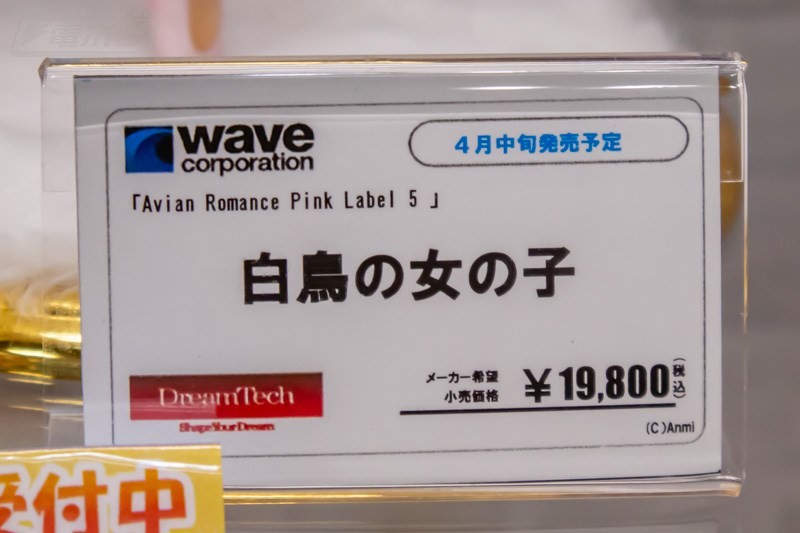 wave
corporation
4月中旬発売予定
「Avian Romance Pink Label 5 」
白鳥の女の子
DreamTech
Shape Your Dream
メーカー希望
小売価格
¥19,800(税込)
(C)Anmi
受付中